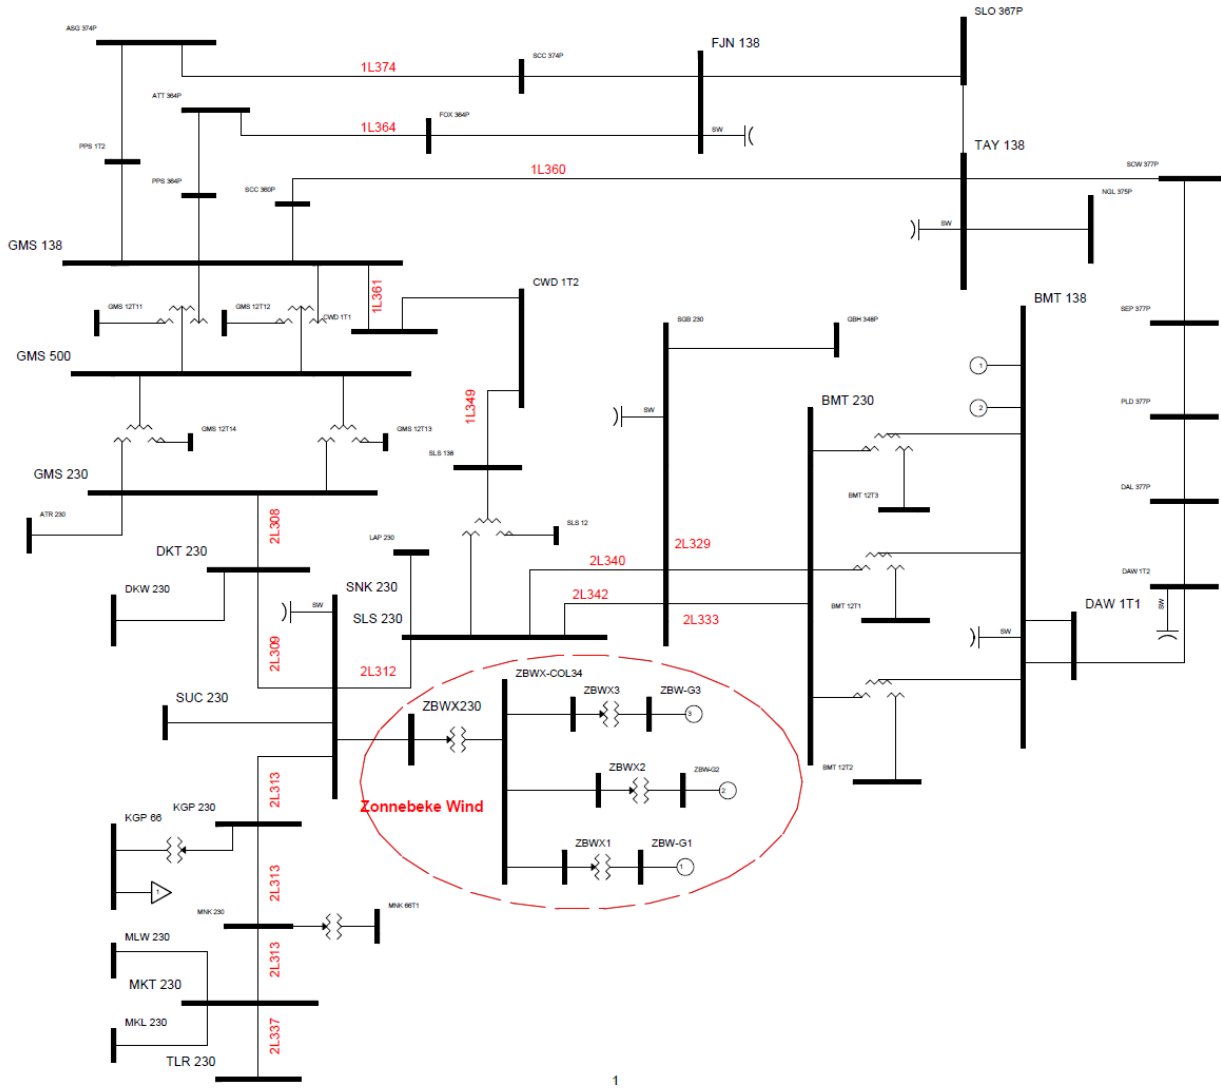 SLO 367P
ASG 374P
FJN 138
SCC 374P
1L374
ATT 364P
FOX 364P
1L364
SW
PPS 1T2
TAY 138
SCW 377P
1L360
PPS 364P
SCC 360P
NGL 375P
SW
GMS 138
CWD 1T2
1L361
BMT 138
GMS 12T11
GMS 12T12
CWD 1T1
SGB 230
GBH 348P
SEP 377P
GMS 500
1
1L349
BMT 230
2
SW
PLD 377P
GMS 12T14
GMS 12T13
SLS 138
GMS 230
BMT 12T3
DAL 377P
ATR 230
2L308
LAP 230
SLS 12
2L329
DKT 230
2L340
DAW 1T2
DKW 230
SNK 230
SW
2L342
SW
DAW 1T1
SLS 230
2L333
BMT 12T1
SW
2L309
2L312
ZBWX-COL34
SUC 230
ZBWX230
ZBWX3
ZBW-G3
3
BMT 12T2
ZBWX2
ZBW-G2
2
2L313
Zonnebeke Wind
KGP 230
KGP 66
ZBWX1
ZBW-G1
1
2L313
1
MNK 230
MNK 66T1
MLW 230
2L313
MKT 230
MKL 230
2L337
TLR 230
1